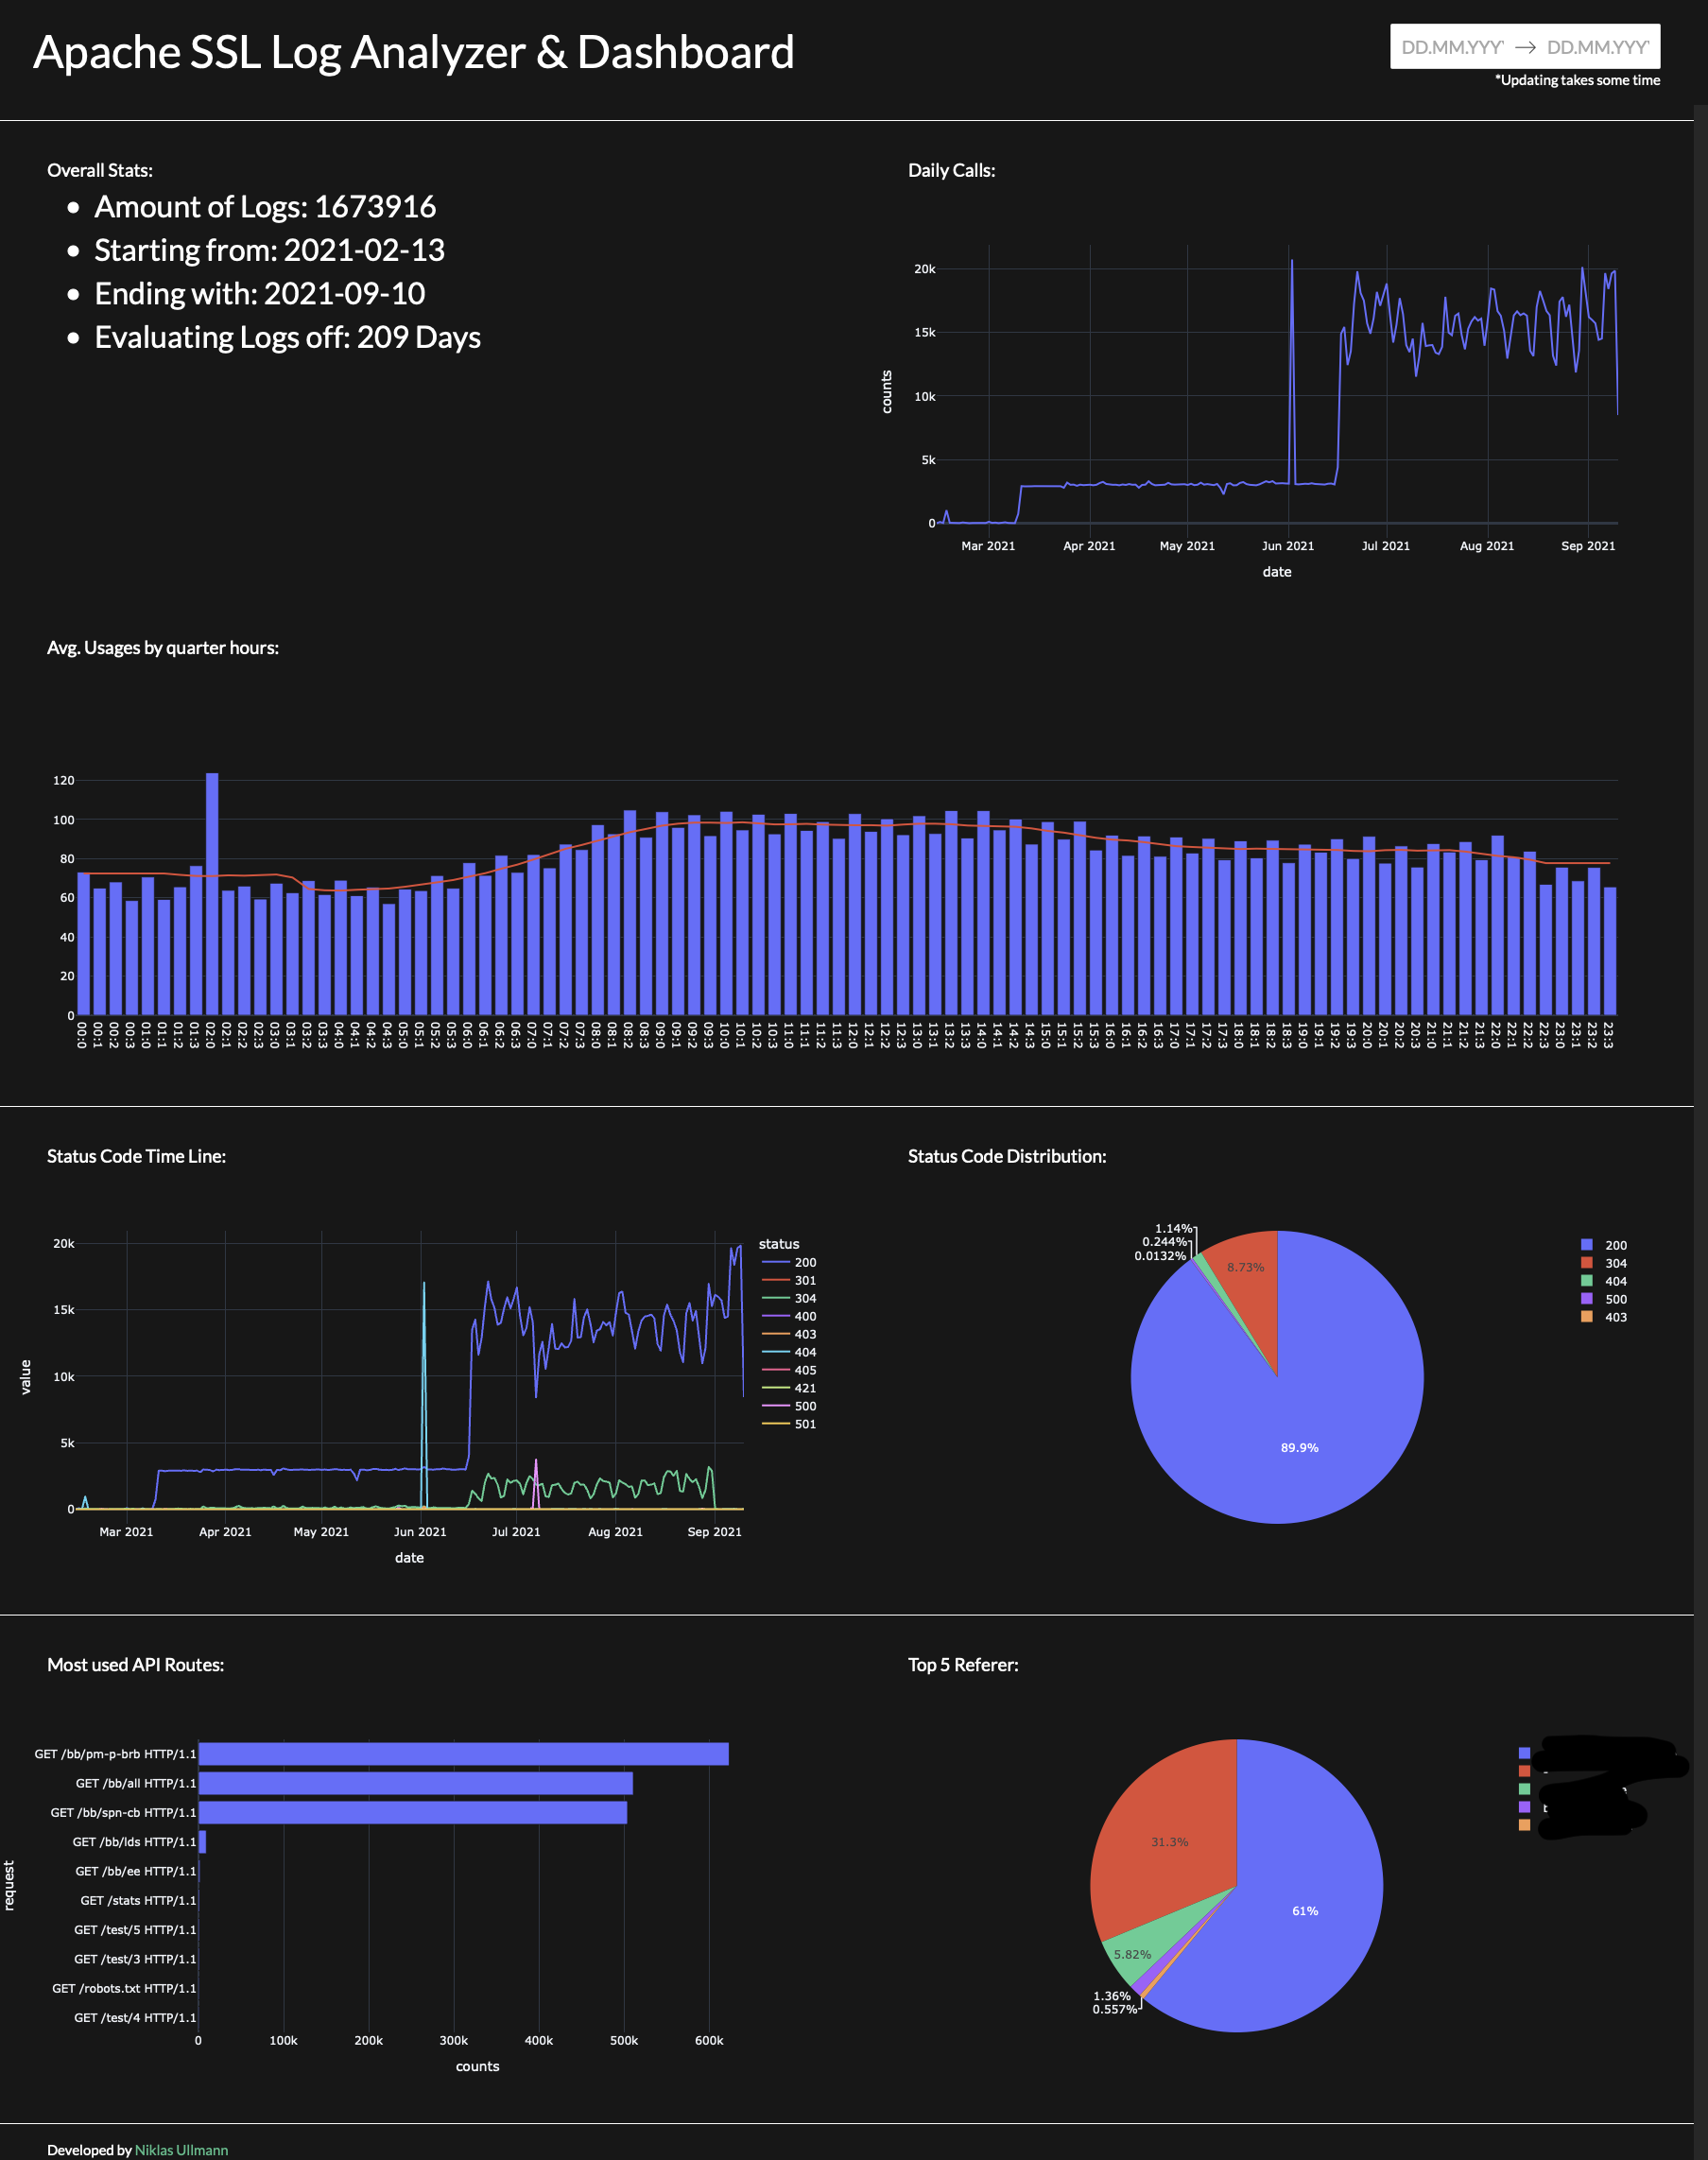 Apache SSL Log Analyzer & Dashboard
DD.MM.YYY → DD.MM.YYY
*Updating takes some time
Overall Stats:
• Amount of Logs: 1673916
• Starting from: 2021-02-13
• Ending with: 2021-09-10
• Evaluating Logs off: 209 Days
Daily Calls:
20k
15k
10k
5k
0
counts
Mar 2021 Apr 2021 May 2021 Jun 2021 Jul 2021 Aug 2021 Sep 2021
date
Avg. Usages by quarter hours:
120
100
80
60
40
20
0
00:0 00:1 00:2 00:3 01:0 01:1 01:2 01:3 02:0 02:1 02:2 02:3 03:0 03:1 03:2 03:3 04:0 04:1 04:2 04:3 05:0 05:1 05:2 05:3 06:0 06:1 06:2 06:3 07:0 07:1 07:2 07:3 08:0 08:1 08:2 08:3 09:0 09:1 09:2 09:3 10:0 10:1 10:2 10:3 11:0 11:1 11:2 11:3 12:0 12:1 12:2 12:3 13:0 13:1 13:2 13:3 14:0 14:1 14:2 14:3 15:0 15:1 15:2 15:3 16:0 16:1 16:2 16:3 17:0 17:1 17:2 17:3 18:0 18:1 18:2 18:3 19:0 19:1 19:2 19:3 20:0 20:1 20:2 20:3 21:0 21:1 21:2 21:3 22:0 22:1 22:2 22:3 23:0 23:1 23:2 23:3
Status Code Time Line:
20k
15k
10k
5k
0
value
Mar 2021 Apr 2021 May 2021 Jun 2021 Jul 2021 Aug 2021 Sep 2021
date
status
200
301
304
400
403
404
405
421
500
501
Status Code Distribution:
1.14%
0.244%
0.0132%
8.73%
89.9%
200
304
404
500
403
Most used API Routes:
request
GET /bb/pm-p-brb HTTP/1.1
GET /bb/all HTTP/1.1
GET /bb/spn-cb HTTP/1.1
GET /bb/lds HTTP/1.1
GET /bb/ee HTTP/1.1
GET /stats HTTP/1.1
GET /test/5 HTTP/1.1
GET /test/3 HTTP/1.1
GET /robots.txt HTTP/1.1
GET /test/4 HTTP/1.1
0 100k 200k 300k 400k 500k 600k
counts
Top 5 Referer:
31.3%
61%
5.82%
1.36%
0.557%
Developed by Niklas Ullmann